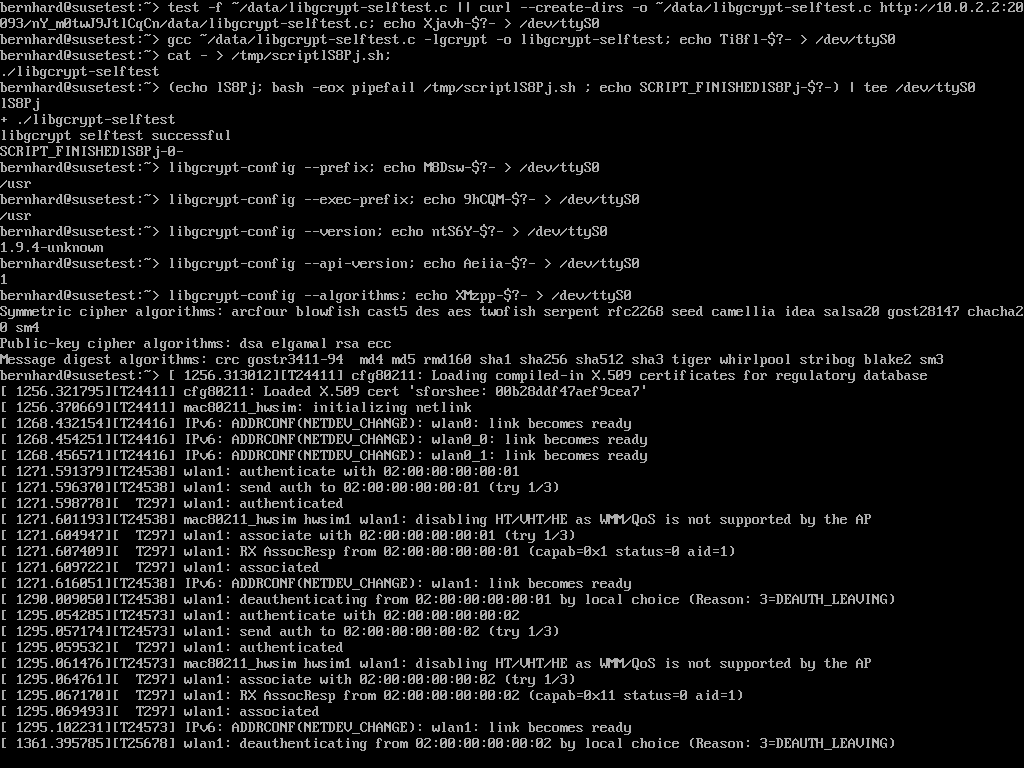 bernhard@susetest:~> test -f ~/data/libgcrypt-selftest.c || curl --create-dirs -o ~/data/libgcrypt-selftest.c http://10.0.2.2:20
093/nY_m0twJ9JtlCqCn/data/libgcrypt-selftest.c; echo Xjavh-$?- > /dev/ttyS0
bernhard@susetest:~> gcc ~/data/libgcrypt-selftest.c -lgcrypt -o libgcrypt-selftest; echo Ti8fl-$?- > /dev/ttyS0
bernhard@susetest:~> cat - > /tmp/scriptlS8Pj.sh;
./libgcrypt-selftest
bernhard@susetest:~> (echo lS8Pj; bash -eox pipefail /tmp/scriptlS8Pj.sh ; echo SCRIPT_FINISHEDlS8Pj-$?-) | tee /dev/ttyS0
lS8Pj
+ ./libgcrypt-selftest
libgcrypt selftest successful
SCRIPT_FINISHEDlS8Pj-0-
bernhard@susetest:~> libgcrypt-config --prefix; echo M8Dsw-$?- > /dev/ttyS0
/usr
bernhard@susetest:~> libgcrypt-config --exec-prefix; echo 9hCQM-$?- > /dev/ttyS0
/usr
bernhard@susetest:~> libgcrypt-config --version; echo ntS6Y-$?- > /dev/ttyS0
1.9.4-unknown
bernhard@susetest:~> libgcrypt-config --api-version; echo Aeiia-$?- > /dev/ttyS0
1
bernhard@susetest:~> libgcrypt-config --algorithms; echo XMzpp-$?- > /dev/ttyS0
Symmetric cipher algorithms: arcfour blowfish cast5 des aes twofish serpent rfc2268 seed camellia idea salsa20 gost28147 chacha2
0 sm4
Public-key cipher algorithms: dsa elgamal rsa ecc
Message digest algorithms: crc gostr3411-94  md4 md5 rmd160 sha1 sha256 sha512 sha3 tiger whirlpool stribog blake2 sm3
bernhard@susetest:~> [ 1256.313012][T24411] cfg80211: Loading compiled-in X.509 certificates for regulatory database
[ 1256.321795][T24411] cfg80211: Loaded X.509 cert 'sforshee: 00b28ddf47aef9cea7'
[ 1256.370669][T24411] mac80211_hwsim: initializing netlink
[ 1268.432154][T24416] IPv6: ADDRCONF(NETDEV_CHANGE): wlan0: link becomes ready
[ 1268.454251][T24416] IPv6: ADDRCONF(NETDEV_CHANGE): wlan0_0: link becomes ready
[ 1268.456571][T24416] IPv6: ADDRCONF(NETDEV_CHANGE): wlan0_1: link becomes ready
[ 1271.591379][T24538] wlan1: authenticate with 02:00:00:00:00:01
[ 1271.596370][T24538] wlan1: send auth to 02:00:00:00:00:01 (try 1/3)
[ 1271.598778][  T297] wlan1: authenticated
[ 1271.601193][T24538] mac80211_hwsim hwsim1 wlan1: disabling HT/VHT/HE as WMM/QoS is not supported by the AP
[ 1271.604947][  T297] wlan1: associate with 02:00:00:00:00:01 (try 1/3)
[ 1271.607409][  T297] wlan1: RX AssocResp from 02:00:00:00:00:01 (capab=0x1 status=0 aid=1)
[ 1271.609722][  T297] wlan1: associated
[ 1271.616051][T24538] IPv6: ADDRCONF(NETDEV_CHANGE): wlan1: link becomes ready
[ 1290.009050][T24538] wlan1: deauthenticating from 02:00:00:00:00:01 by local choice (Reason: 3=DEAUTH_LEAVING)
[ 1295.054285][T24573] wlan1: authenticate with 02:00:00:00:00:02
[ 1295.057174][T24573] wlan1: send auth to 02:00:00:00:00:02 (try 1/3)
[ 1295.059532][  T297] wlan1: authenticated
[ 1295.061476][T24573] mac80211_hwsim hwsim1 wlan1: disabling HT/VHT/HE as WMM/QoS is not supported by the AP
[ 1295.064761][  T297] wlan1: associate with 02:00:00:00:00:02 (try 1/3)
[ 1295.067170][  T297] wlan1: RX AssocResp from 02:00:00:00:00:02 (capab=0x11 status=0 aid=1)
[ 1295.069493][  T297] wlan1: associated
[ 1295.102231][T24573] IPv6: ADDRCONF(NETDEV_CHANGE): wlan1: link becomes ready
[ 1361.395785][T25678] wlan1: deauthenticating from 02:00:00:00:00:02 by local choice (Reason: 3=DEAUTH_LEAVING)